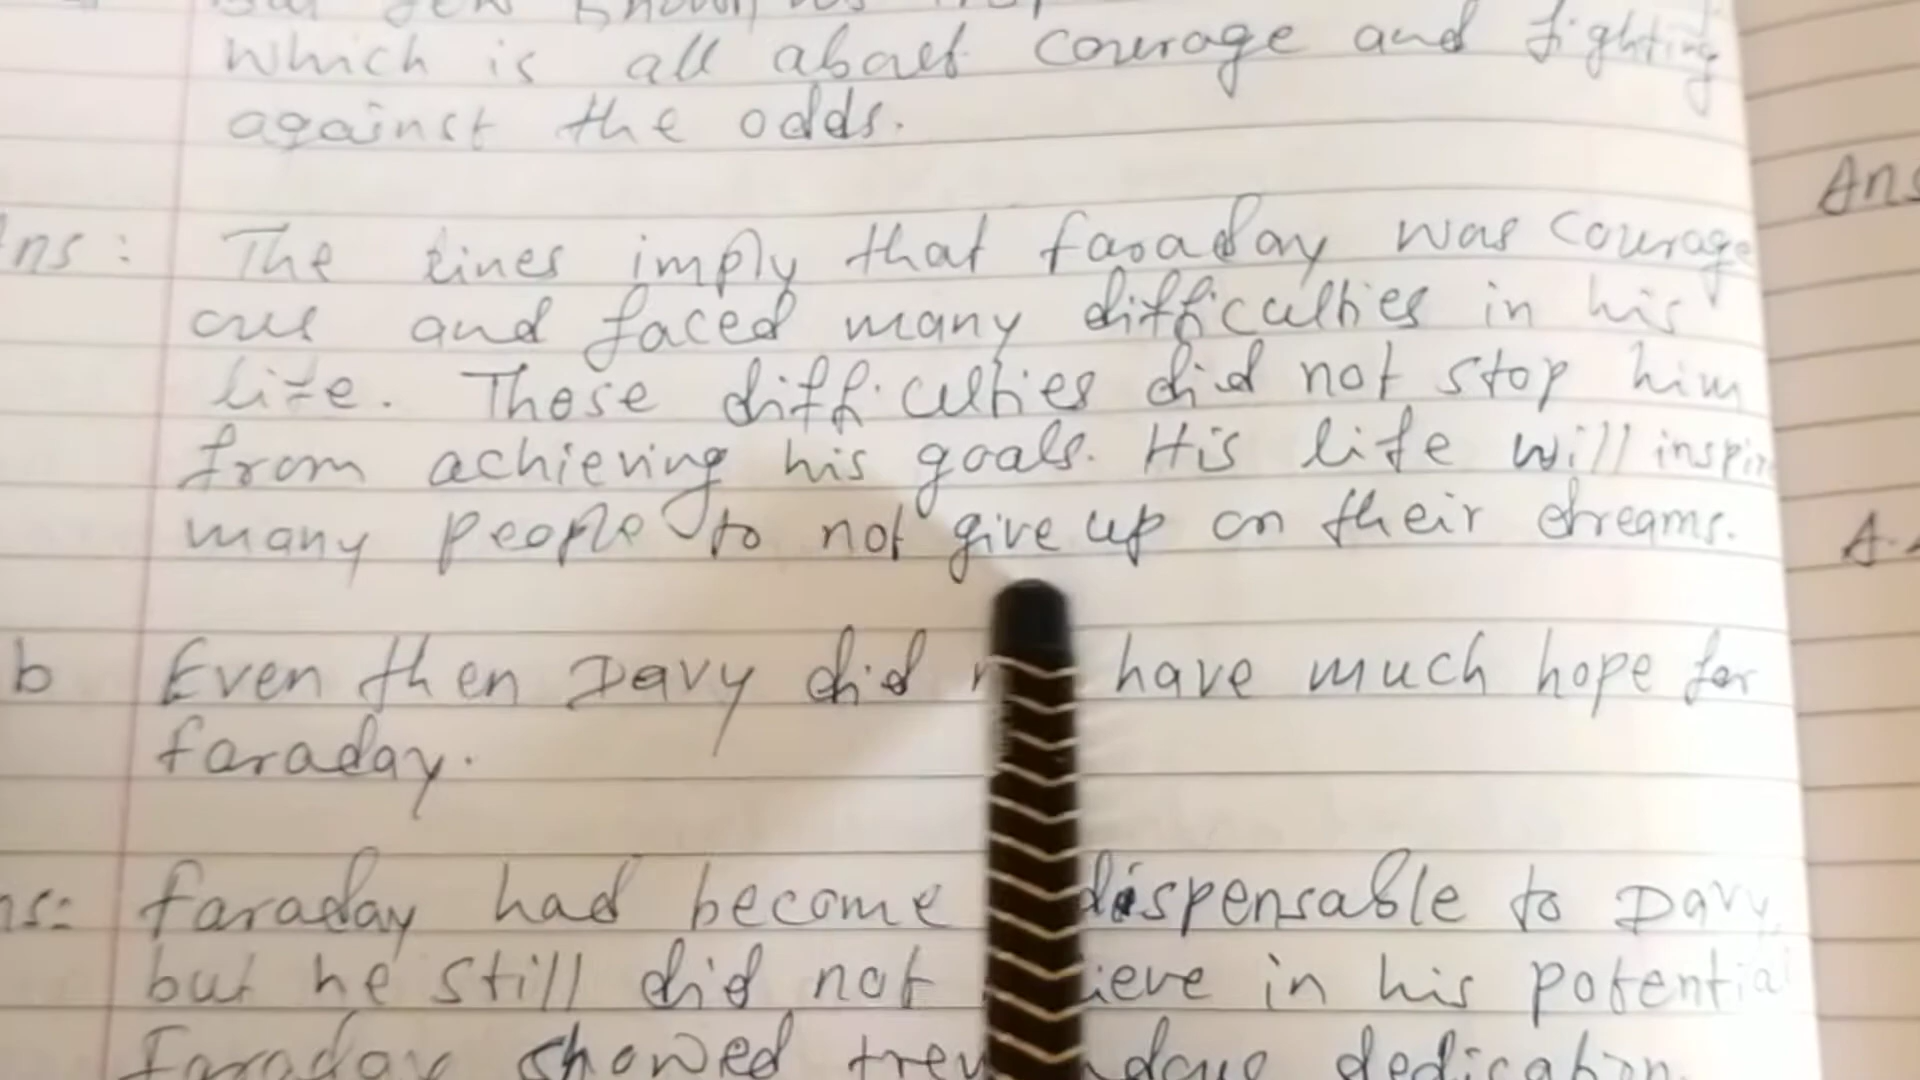 which is all about courage and fighting
against the odds.
Ans
Ans: The lines imply that faraday was courage
ous and faced many difficulties in his
life. These difficulties did not stop him
from achieving his goals. His life will inspir
many people to not give up on their dreams.
b Even then Davy did have much hope for
faraday.
ns: faraday had become dispensable to Davy,
but he still did not ieve in his potential
Faraday showed dedication.